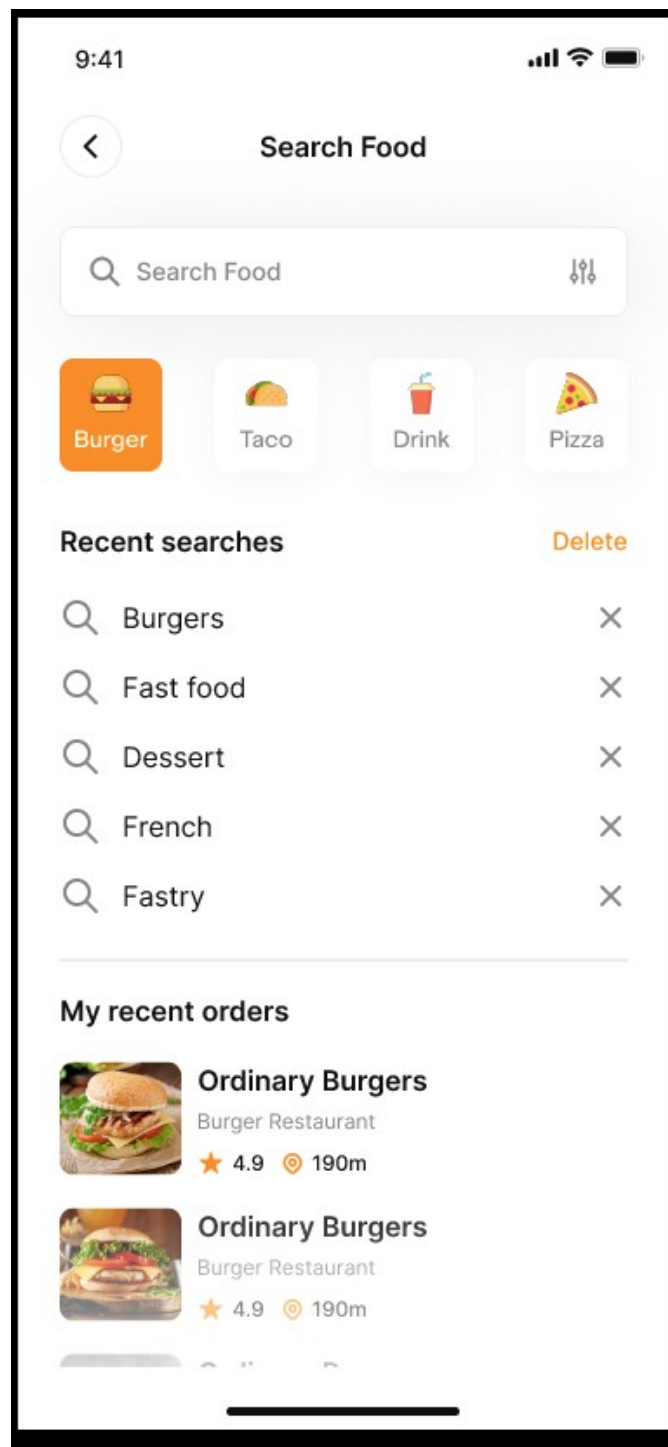 9:41
Search Food
Search Food
Burger Taco Drink Pizza
Recent searches Delete
Burgers
Fast food
Dessert
French
Fastry
My recent orders
Ordinary Burgers
Burger Restaurant
4.9 190m
Ordinary Burgers
Burger Restaurant
4.9 190m